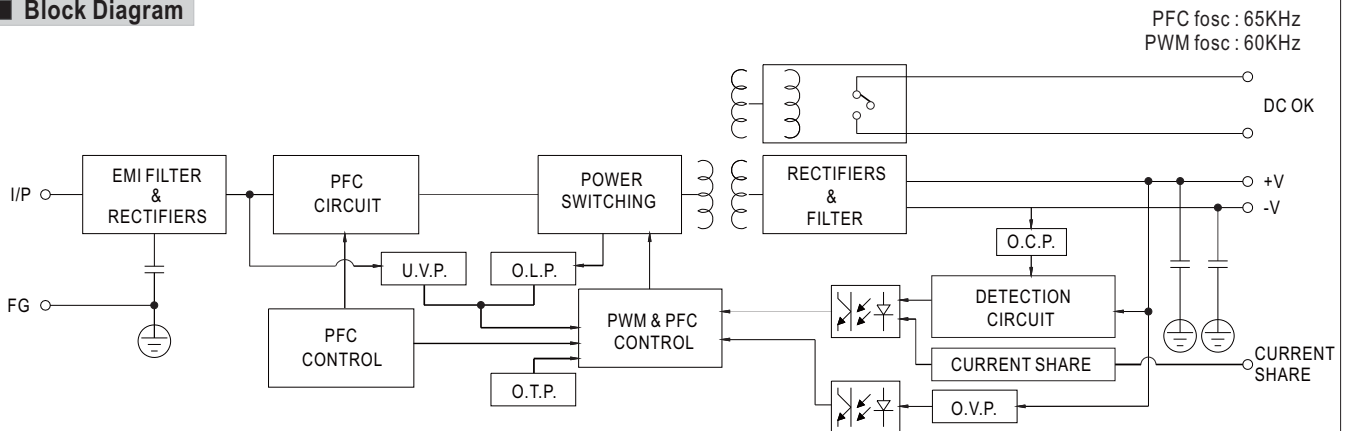 Block Diagram
PFC fosc : 65KHz
PWM fosc : 60KHz
DC OK
I/P
EMI FILTER
&
RECTIFIERS
PFC
CIRCUIT
POWER
SWITCHING
RECTIFIERS
&
FILTER
+V
-V
O.C.P.
U.V.P.
O.L.P.
FG
PFC
CONTROL
PWM & PFC
CONTROL
DETECTION
CIRCUIT
CURRENT SHARE
CURRENT
SHARE
O.T.P.
O.V.P.